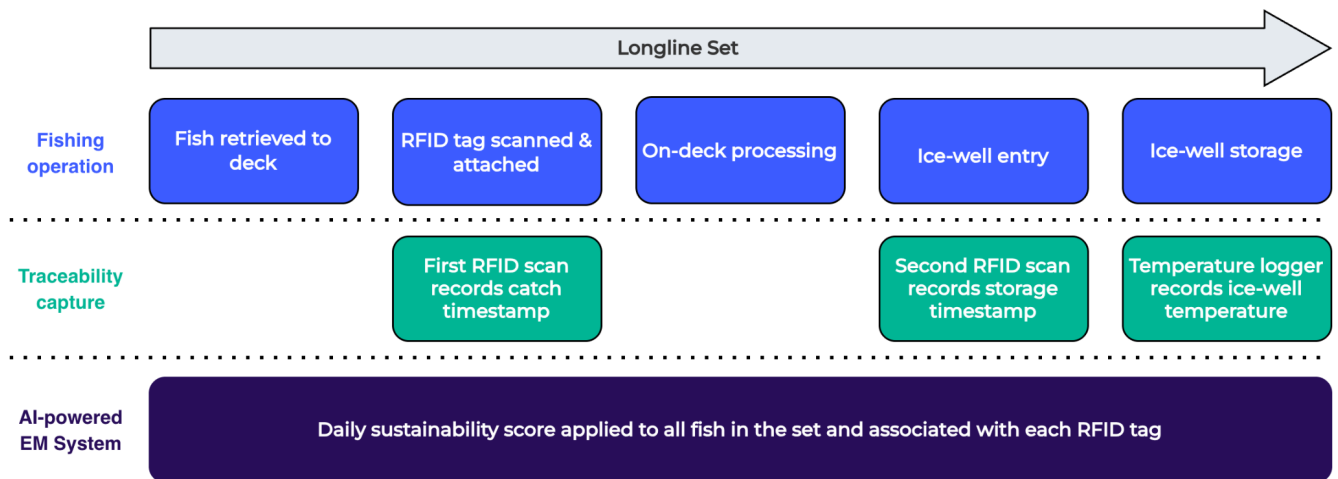 Longline Set
Fishing
operation
Fish retrieved to
deck
RFID tag scanned &
attached
On-deck processing
Ice-well entry
Ice-well storage
Traceability
capture
First RFID scan
records catch
timestamp
Second RFID scan
records storage
timestamp
Temperature logger
records ice-well
temperature
AI-powered
EM System
Daily sustainability score applied to all fish in the set and associated with each RFID tag